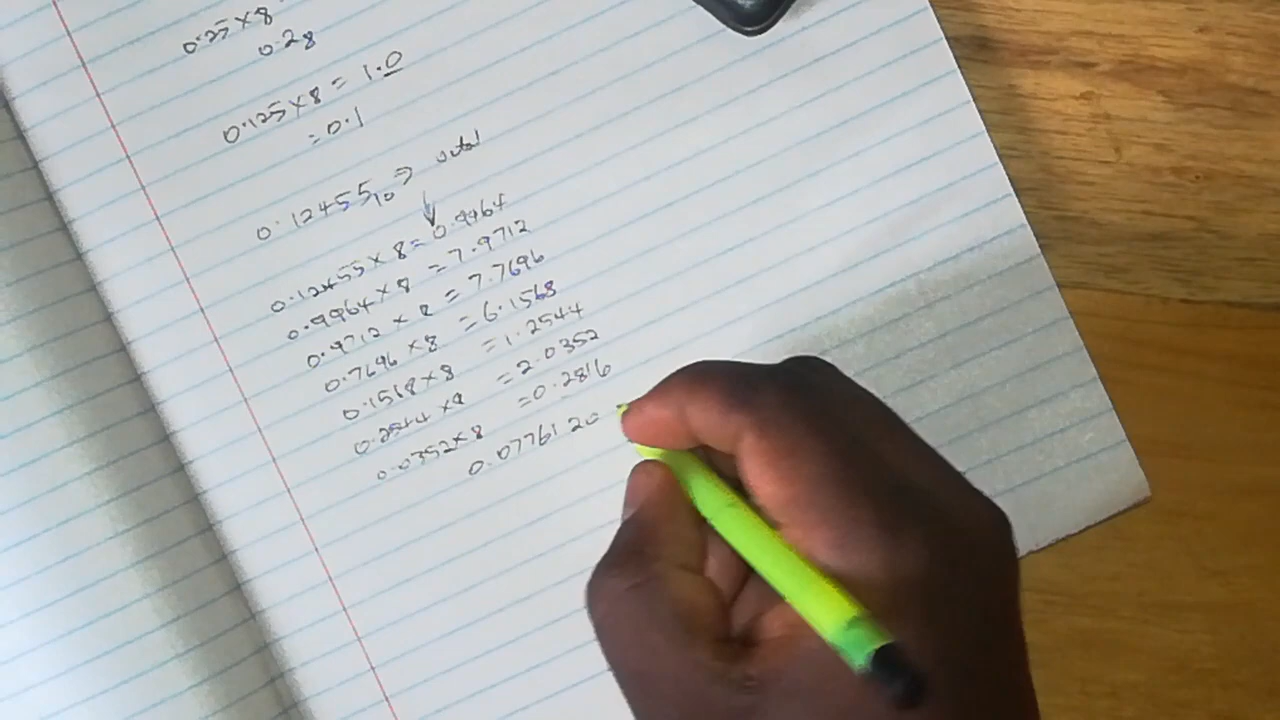 0.25×8
0.28
0.125×8 = 1.0
= 0.1
0.12455₁₀ ⇒ octal
0.12455 × 8 = 0.9964
0.9964 × 8 = 7.9712
0.9712 × 8 = 7.7696
0.7696 × 8 = 6.1568
0.1568 × 8 = 1.2544
0.2544 × 8 = 2.0352
0.0352×8 = 0.2816
0.0776120